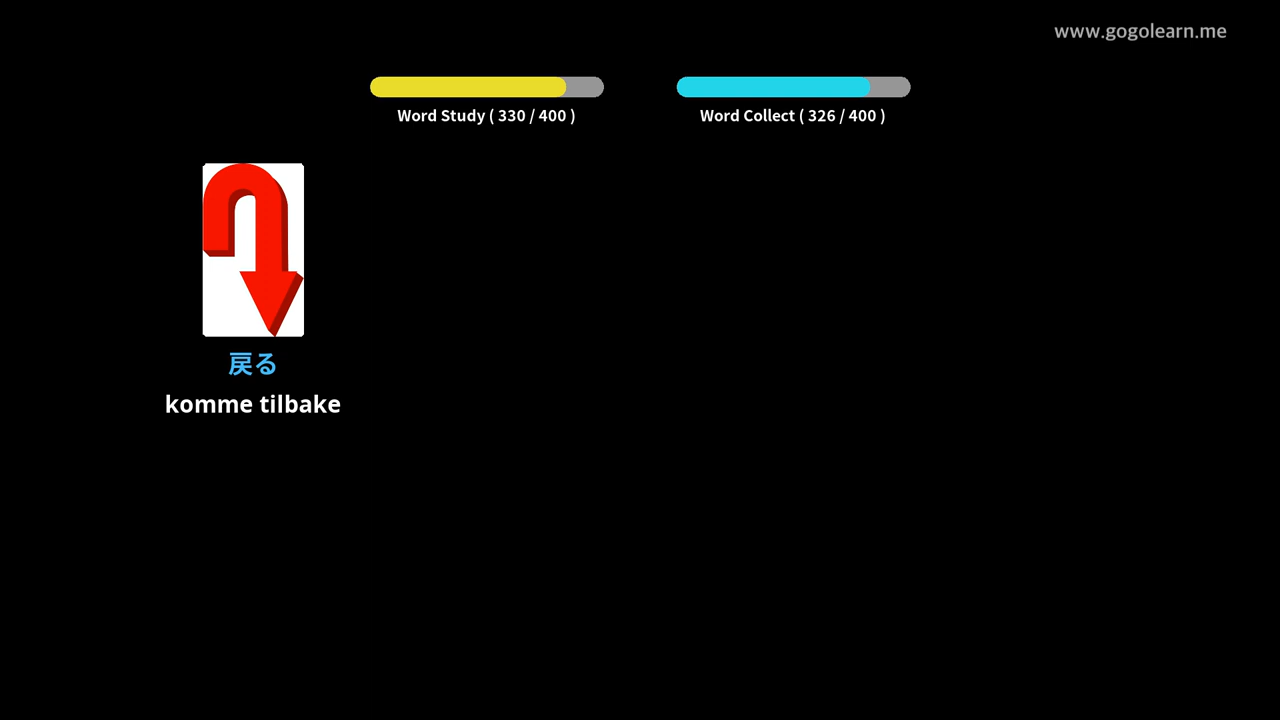 www.gogolearn.me
Word Study ( 330 / 400 )
Word Collect ( 326 / 400 )
戻る
komme tilbake